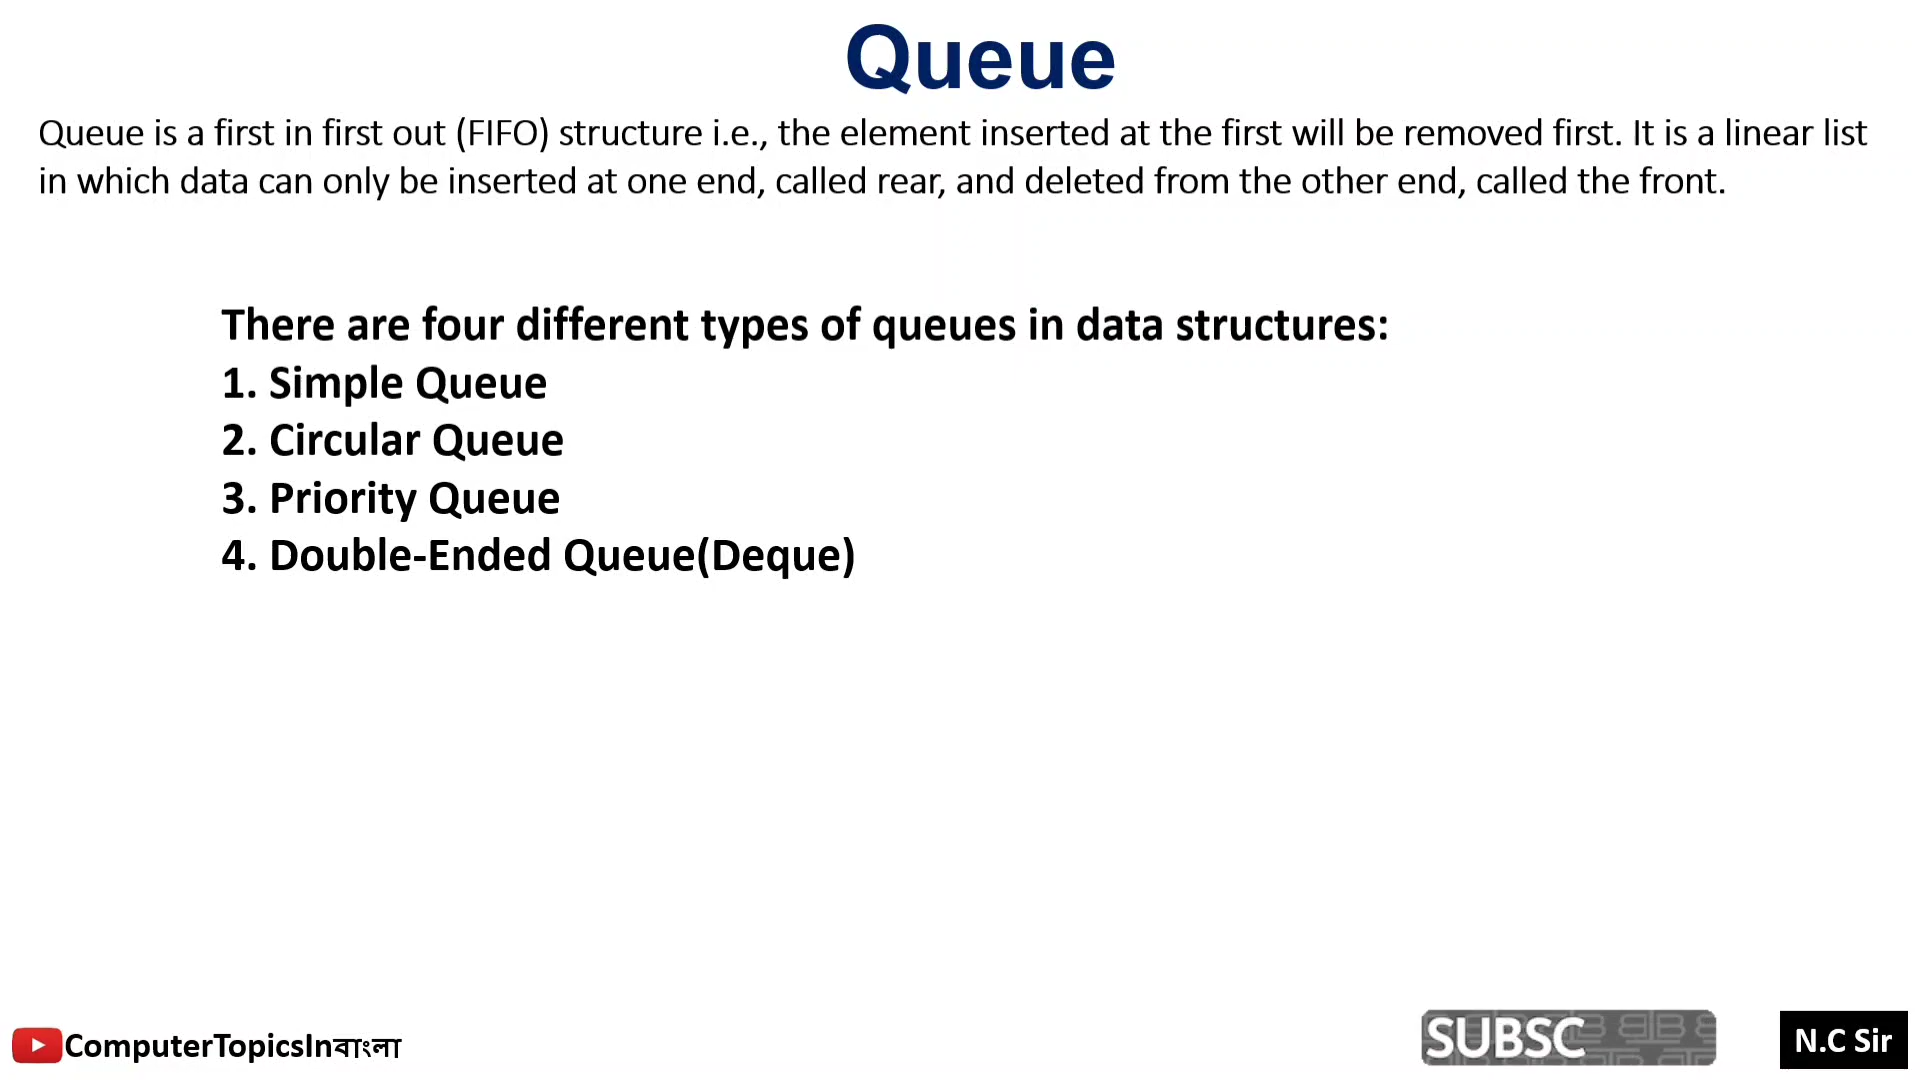 Queue
Queue is a first in first out (FIFO) structure i.e., the element inserted at the first will be removed first. It is a linear list
in which data can only be inserted at one end, called rear, and deleted from the other end, called the front.
There are four different types of queues in data structures:
1. Simple Queue
2. Circular Queue
3. Priority Queue
4. Double-Ended Queue(Deque)
ComputerTopicsInবাংলা
SUBSC
N.C Sir